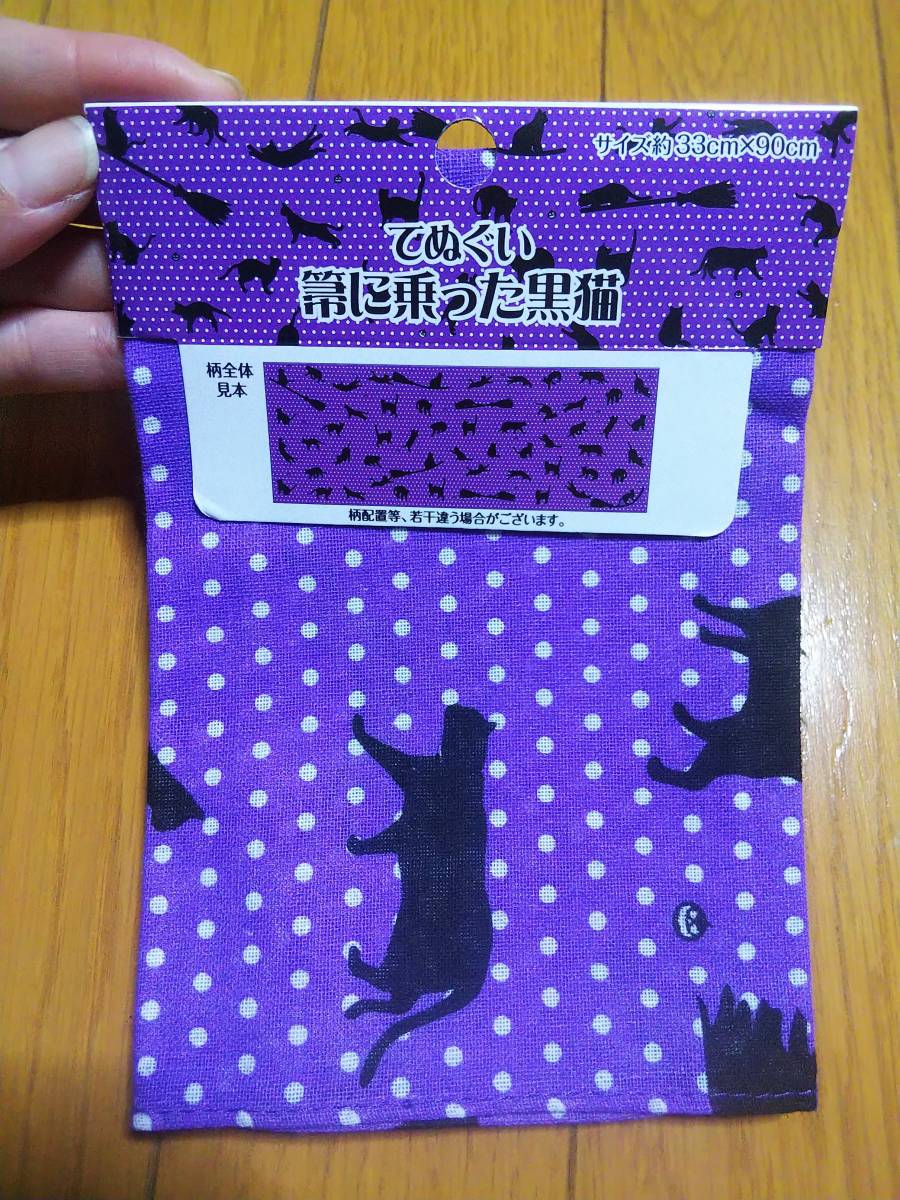 サイズ約33cm×90cm
てぬぐい
箒に乗った黒猫
柄全体
見本
柄配置等、若干違う場合がございます。